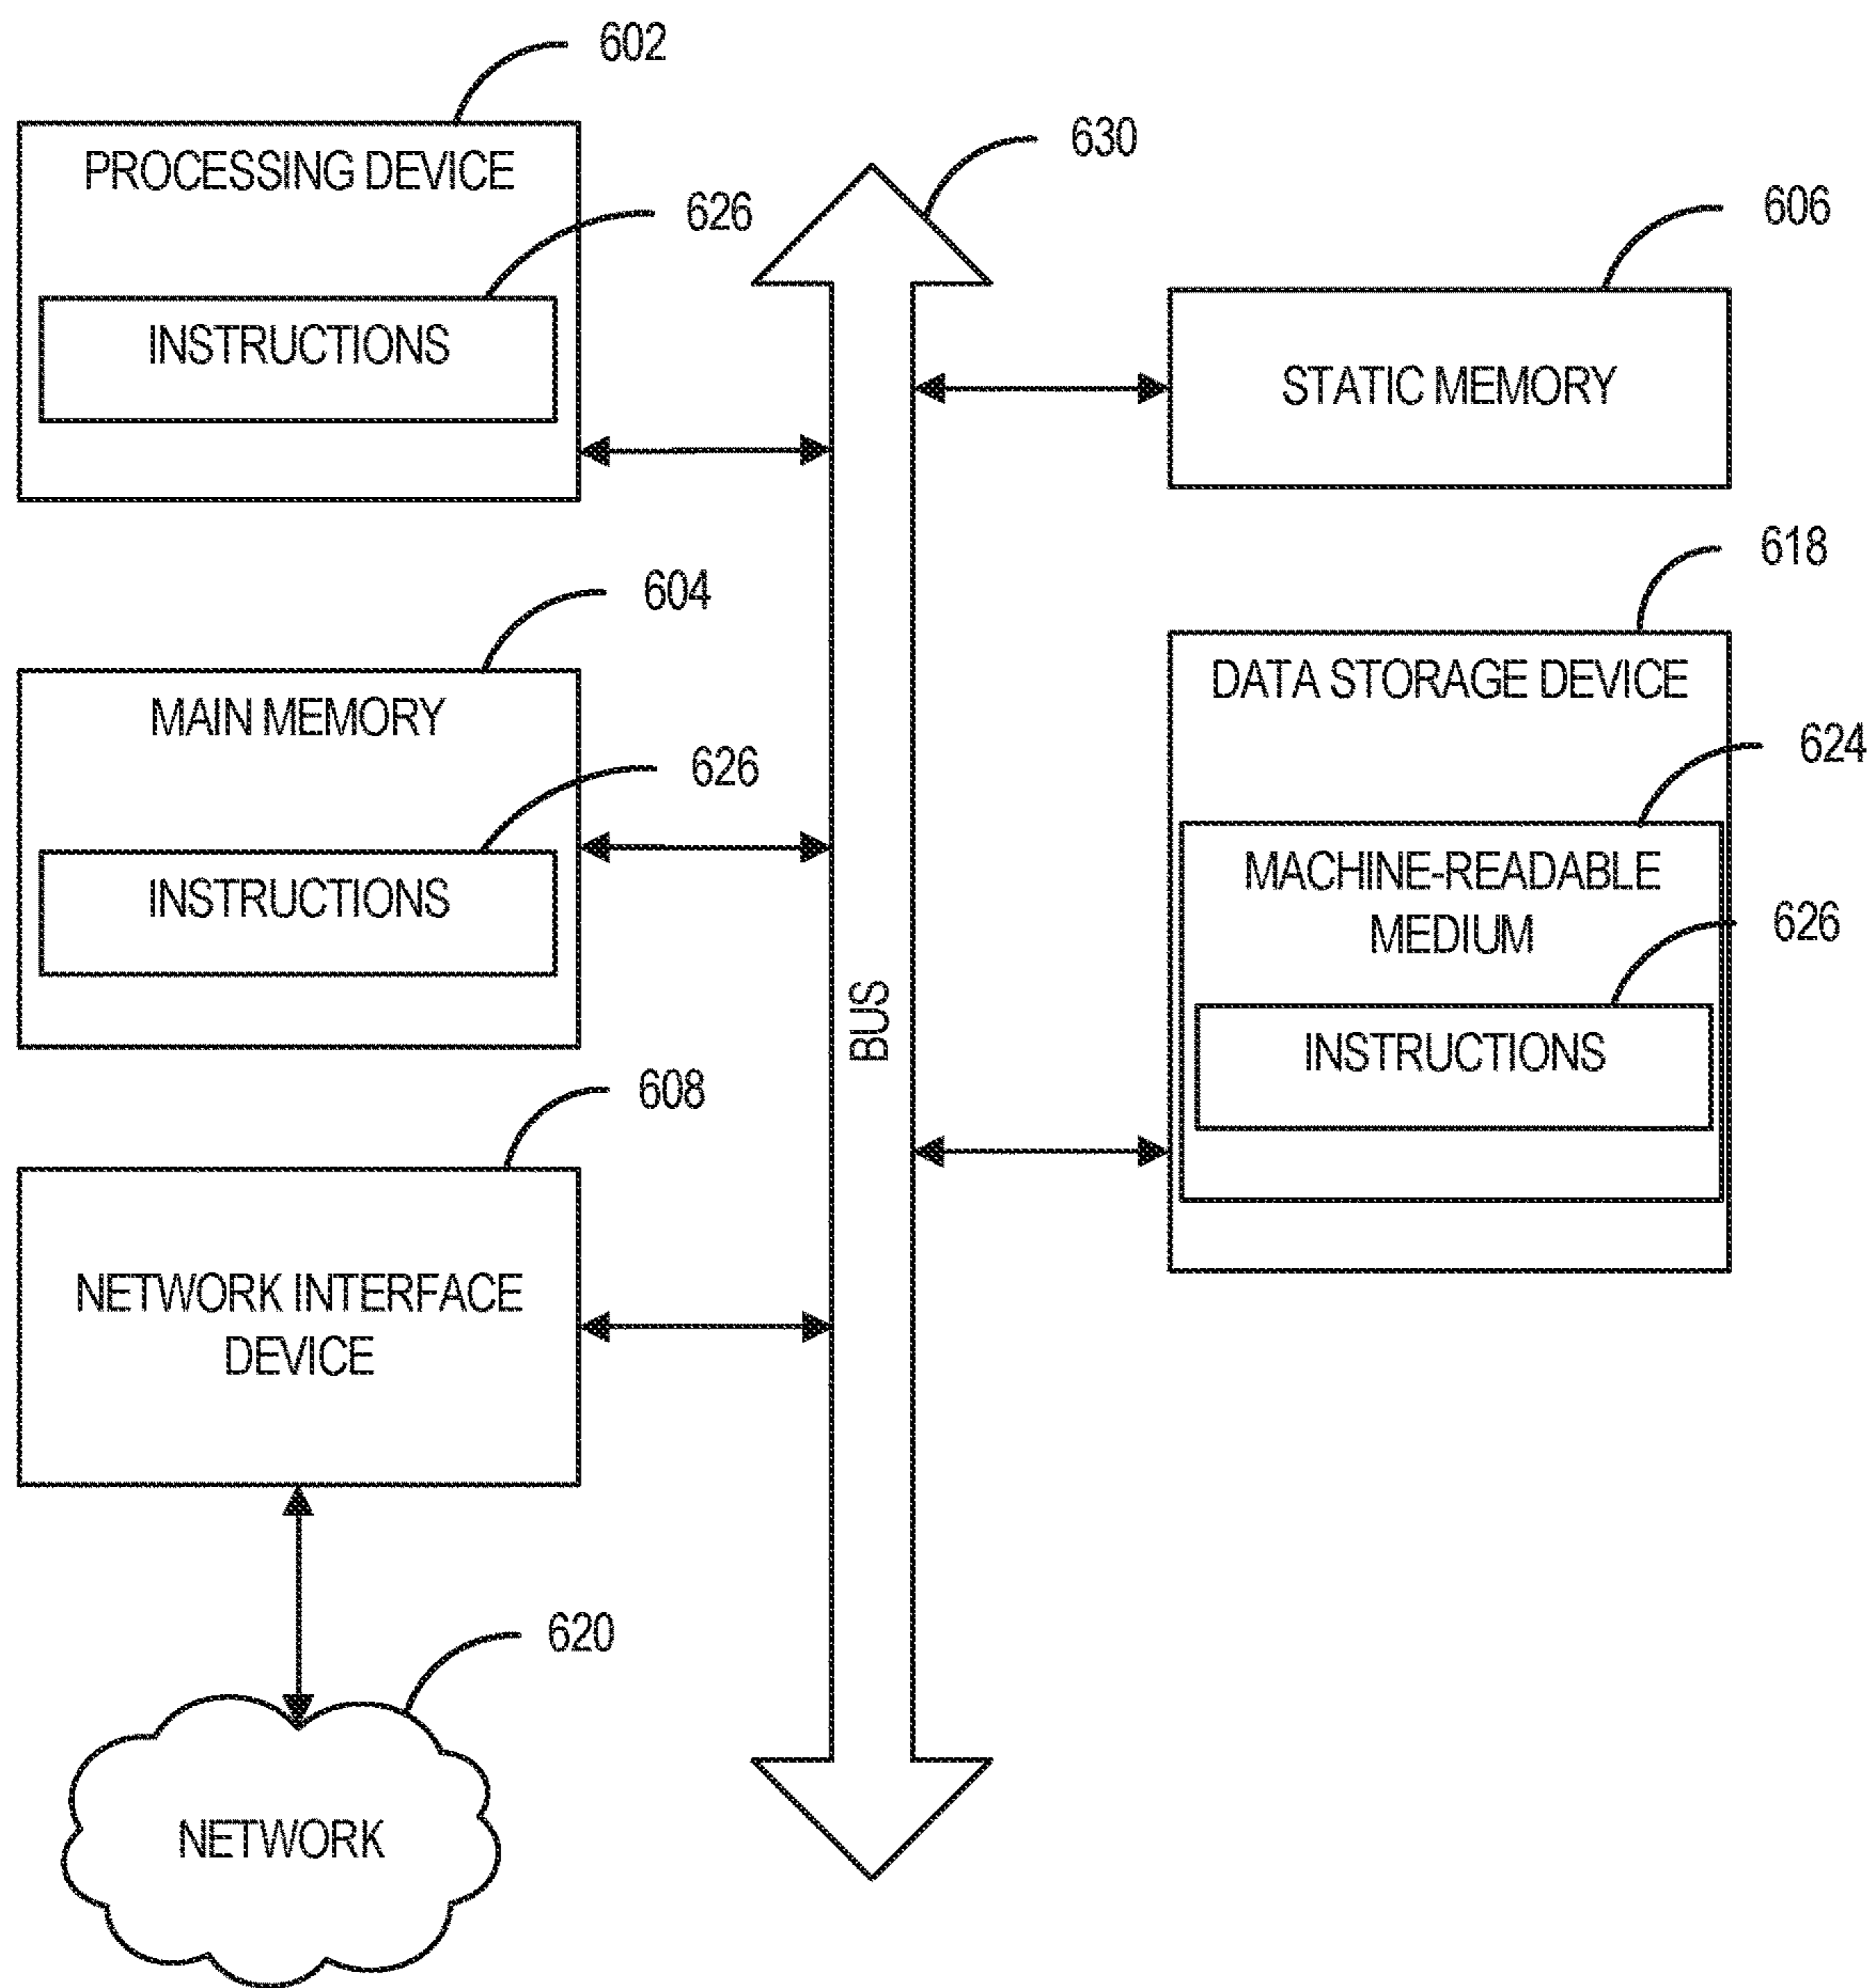 602
PROCESSING DEVICE
626
INSTRUCTIONS
630
606
STATIC MEMORY
604
MAIN MEMORY
626
INSTRUCTIONS
618
DATA STORAGE DEVICE
624
MACHINE-READABLE
MEDIUM
626
INSTRUCTIONS
BUS
608
NETWORK INTERFACE
DEVICE
620
NETWORK